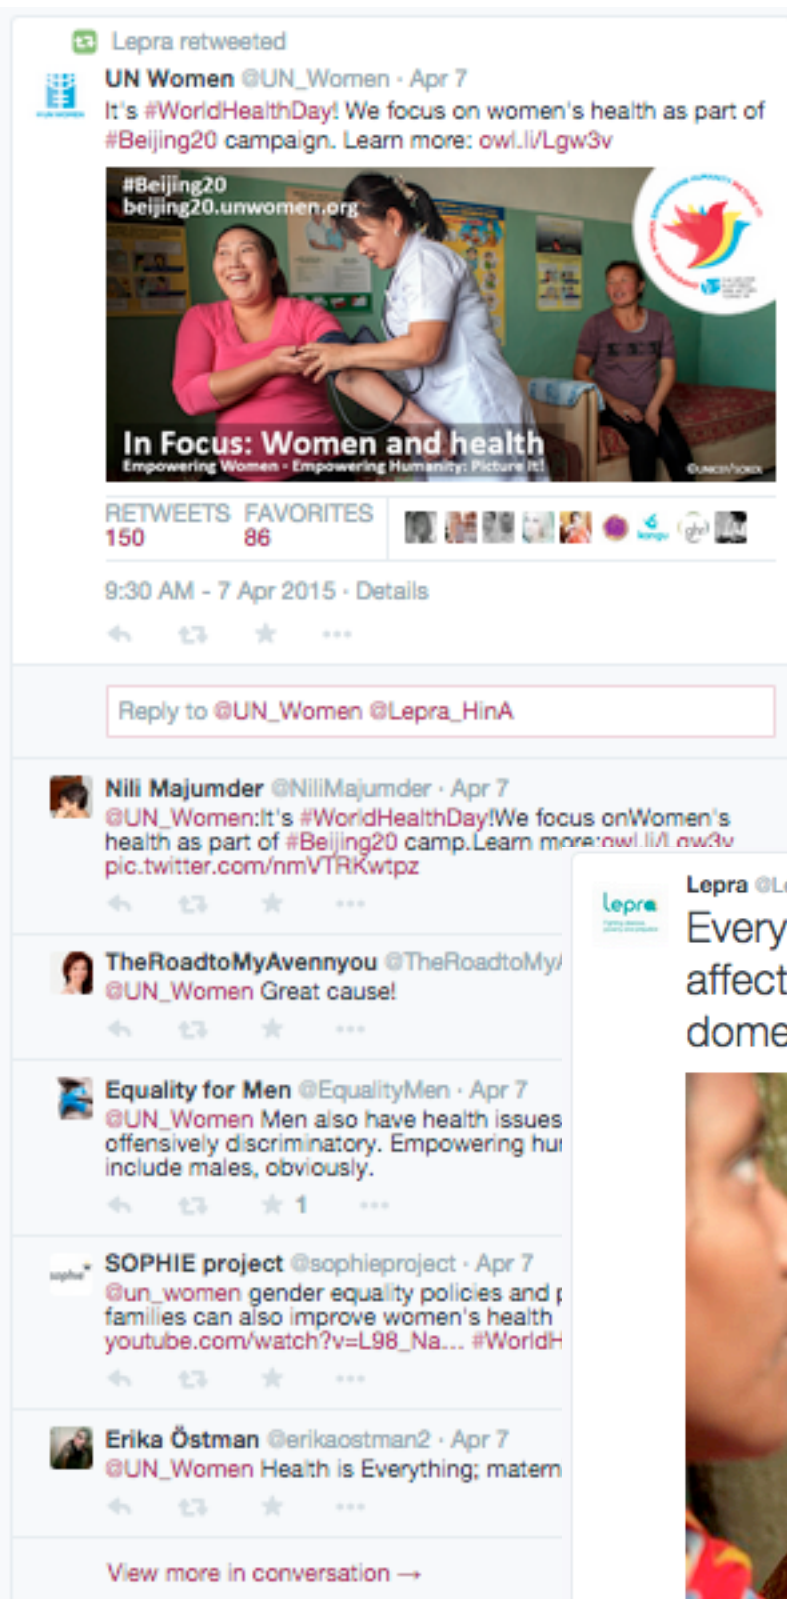 Lepra retweeted
UN Women @UN_Women · Apr 7
It's #WorldHealthDay! We focus on women's health as part of
#Beijing20 campaign. Learn more: owl.li/Lgw3v
#Beijing20
beijing20.unwomen.org
In Focus: Women and health
Empowering Women - Empowering Humanity: Picture It!
RETWEETS FAVORITES
150 86
kangu
ghi
9:30 AM - 7 Apr 2015 · Details
Reply to @UN_Women @Lepra_HinA
Nili Majumder @NiliMajumder · Apr 7
@UN_Women:It's #WorldHealthDay!We focus onWomen's
health as part of #Beijing20 camp.Learn more:owl.li/Lgw3v
pic.twitter.com/nmVTRKwtpz
TheRoadtoMyAvennyou @TheRoadtoMyA
@UN_Women Great cause!
Equality for Men @EqualityMen · Apr 7
@UN_Women Men also have health issues
offensively discriminatory. Empowering hu
include males, obviously.
1
sophie
SOPHIE project @sophieproject · Apr 7
@un_women gender equality policies and p
families can also improve women's health
youtube.com/watch?v=L98_Na... #WorldH
Erika Östman @erikaostman2 · Apr 7
@UN_Women Health is Everything; matern
View more in conversation →
lepra
Lepra @Le
Every
affect
dome